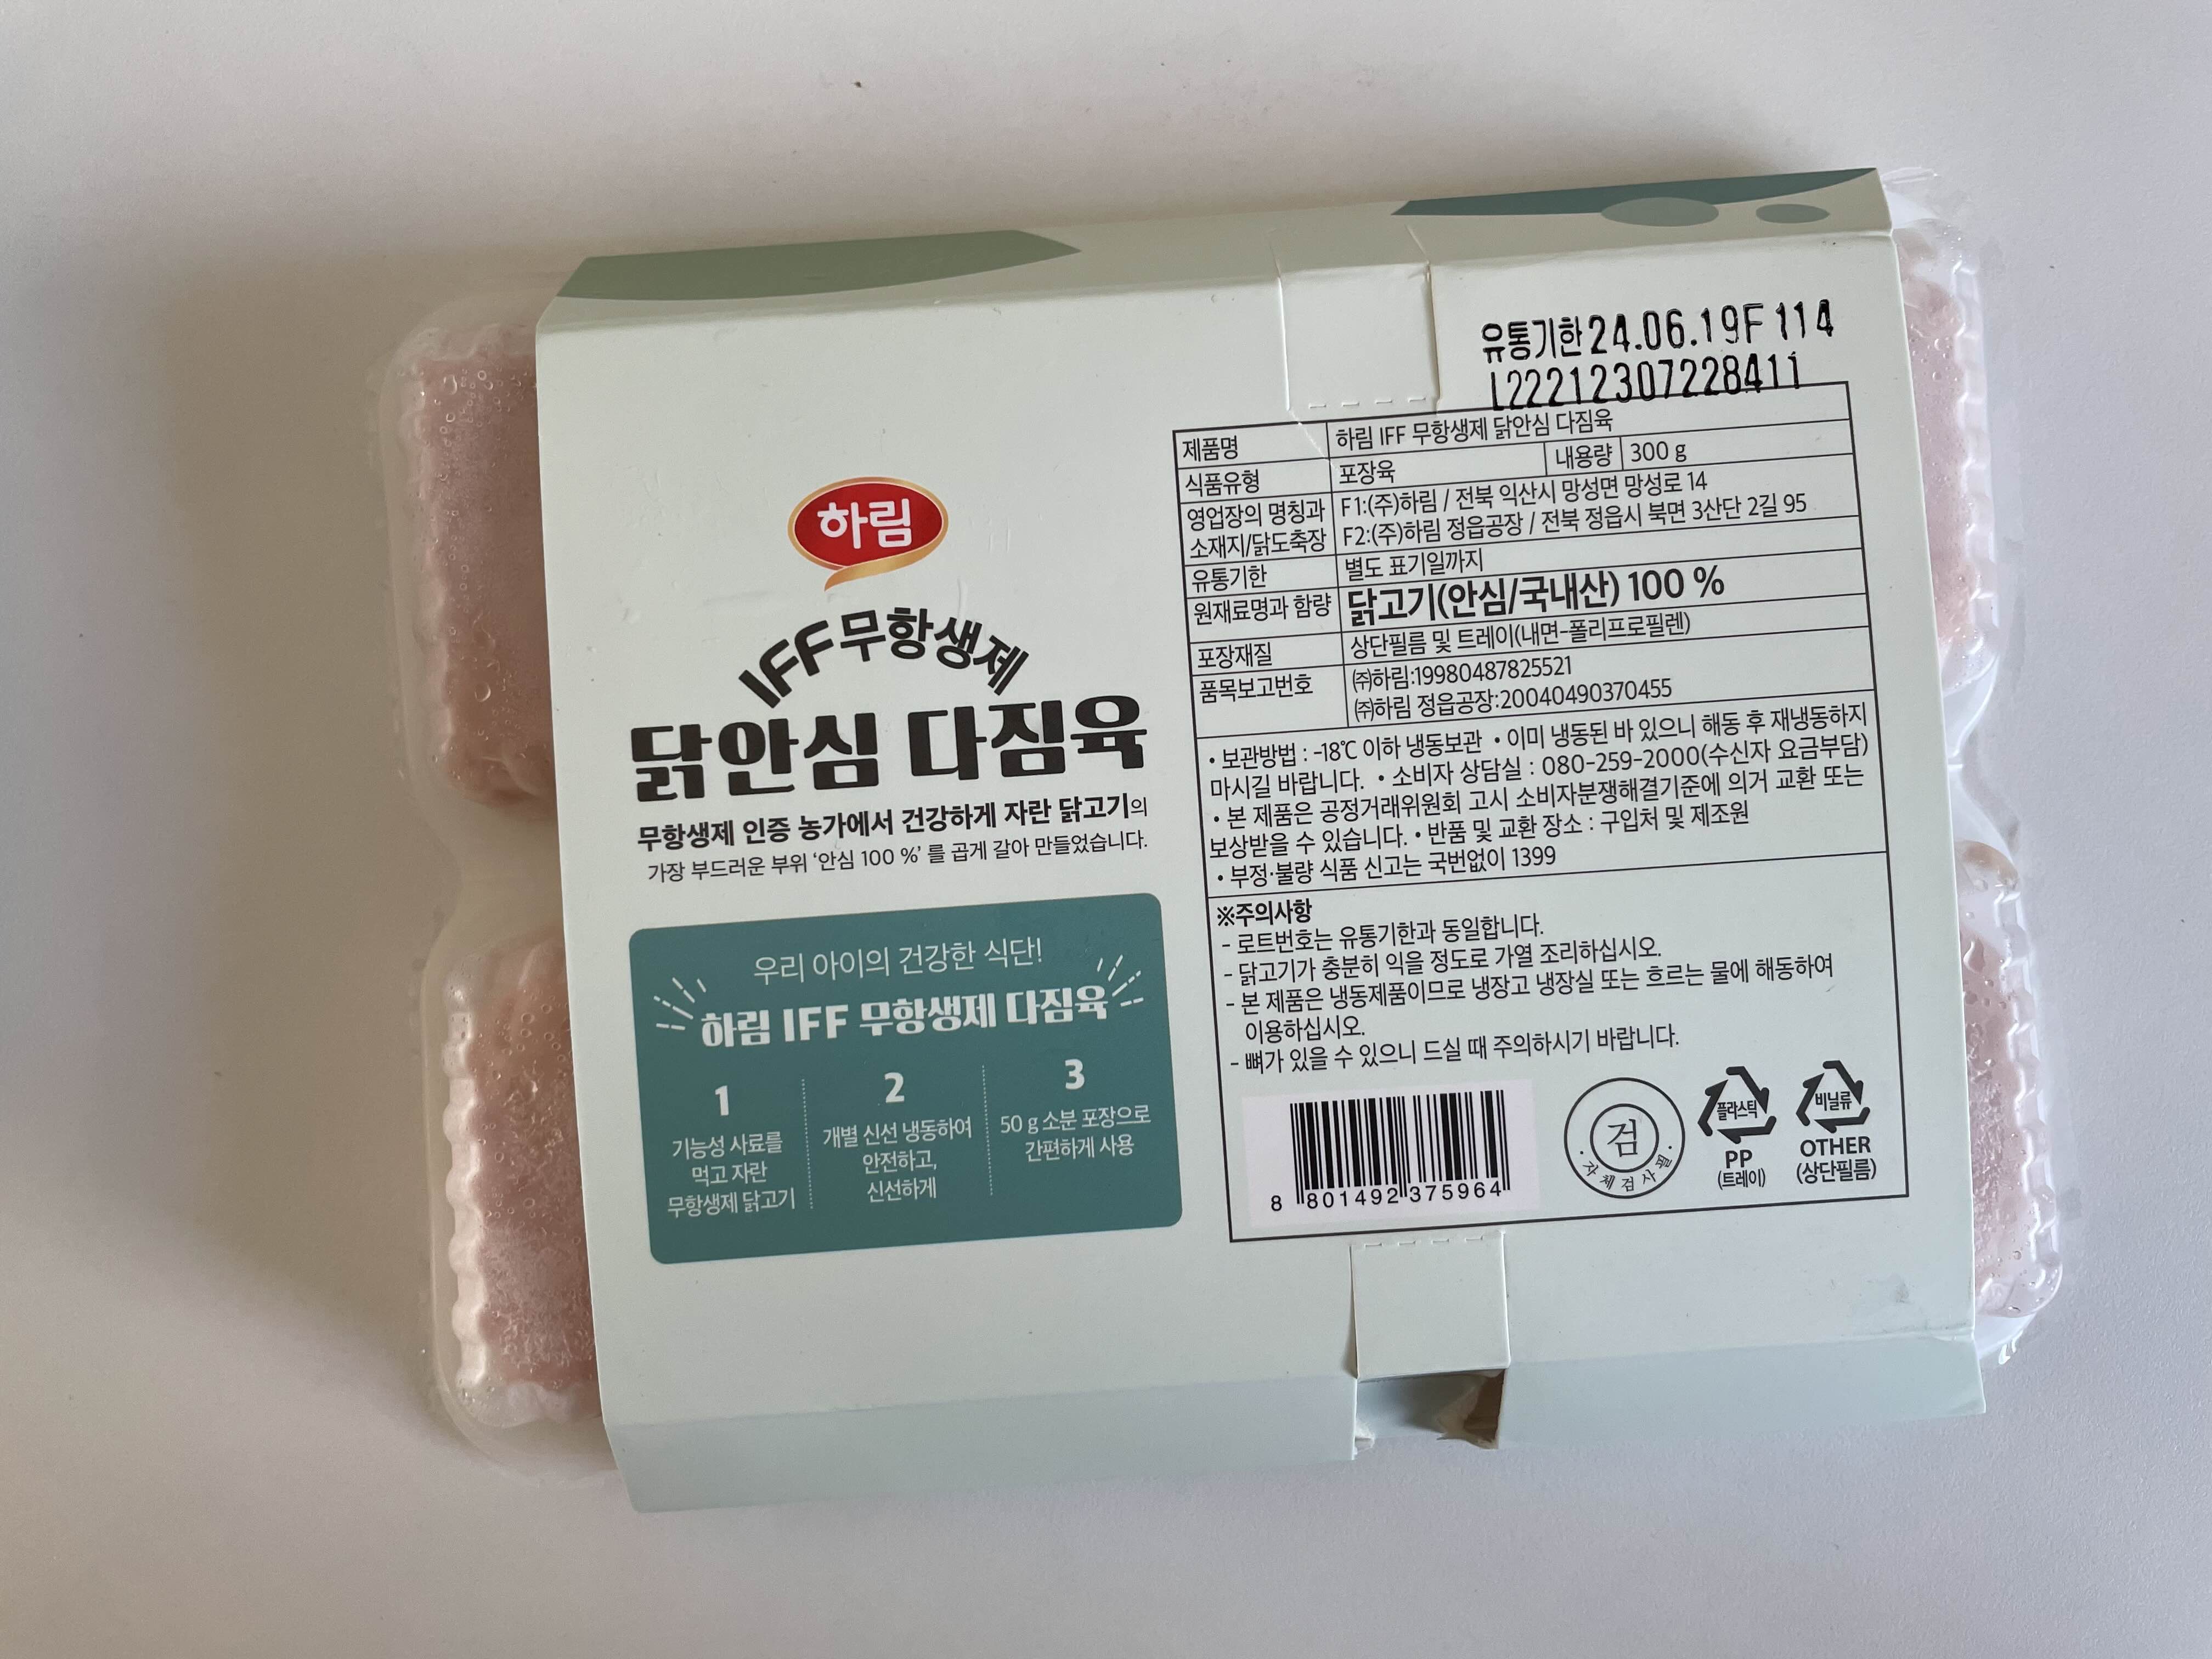 유통기한24.06.19F 114
L22212307228411
하림
IFF무항생제
닭안심 다짐육
무항생제 인증 농가에서 건강하게 자란 닭고기의
가장 부드러운 부위 ‘안심 100 %’ 를 곱게 갈아 만들었습니다.
우리 아이의 건강한 식단!
하림 IFF 무항생제 다짐육
1
기능성 사료를
먹고 자란
무항생제 닭고기
2
개별 신선 냉동하여
안전하고,
신선하게
3
50 g 소분 포장으로
간편하게 사용
제품명 하림 IFF 무항생제 닭안심 다짐육
식품유형 포장육 내용량 300 g
영업장의 명칭과 F1:(주)하림 / 전북 익산시 망성면 망성로 14
소재지/닭도축장 F2:(주)하림 정읍공장 / 전북 정읍시 북면 3산단 2길 95
유통기한 별도 표기일까지
원재료명과 함량 닭고기(안심/국내산) 100 %
포장재질 상단필름 및 트레이(내면-폴리프로필렌)
품목보고번호 ㈜하림:19980487825521
㈜하림 정읍공장:20040490370455
• 보관방법 : -18℃ 이하 냉동보관 • 이미 냉동된 바 있으니 해동 후 재냉동하지
마시길 바랍니다. • 소비자 상담실 : 080-259-2000(수신자 요금부담)
• 본 제품은 공정거래위원회 고시 소비자분쟁해결기준에 의거 교환 또는
보상받을 수 있습니다. • 반품 및 교환 장소 : 구입처 및 제조원
• 부정·불량 식품 신고는 국번없이 1399
※주의사항
- 로트번호는 유통기한과 동일합니다.
- 닭고기가 충분히 익을 정도로 가열 조리하십시오.
- 본 제품은 냉동제품이므로 냉장고 냉장실 또는 흐르는 물에 해동하여
이용하십시오.
- 뼈가 있을 수 있으니 드실 때 주의하시기 바랍니다.
8 801492 375964
검
· 자체검사필 ·
플라스틱
PP
(트레이)
비닐류
OTHER
(상단필름)